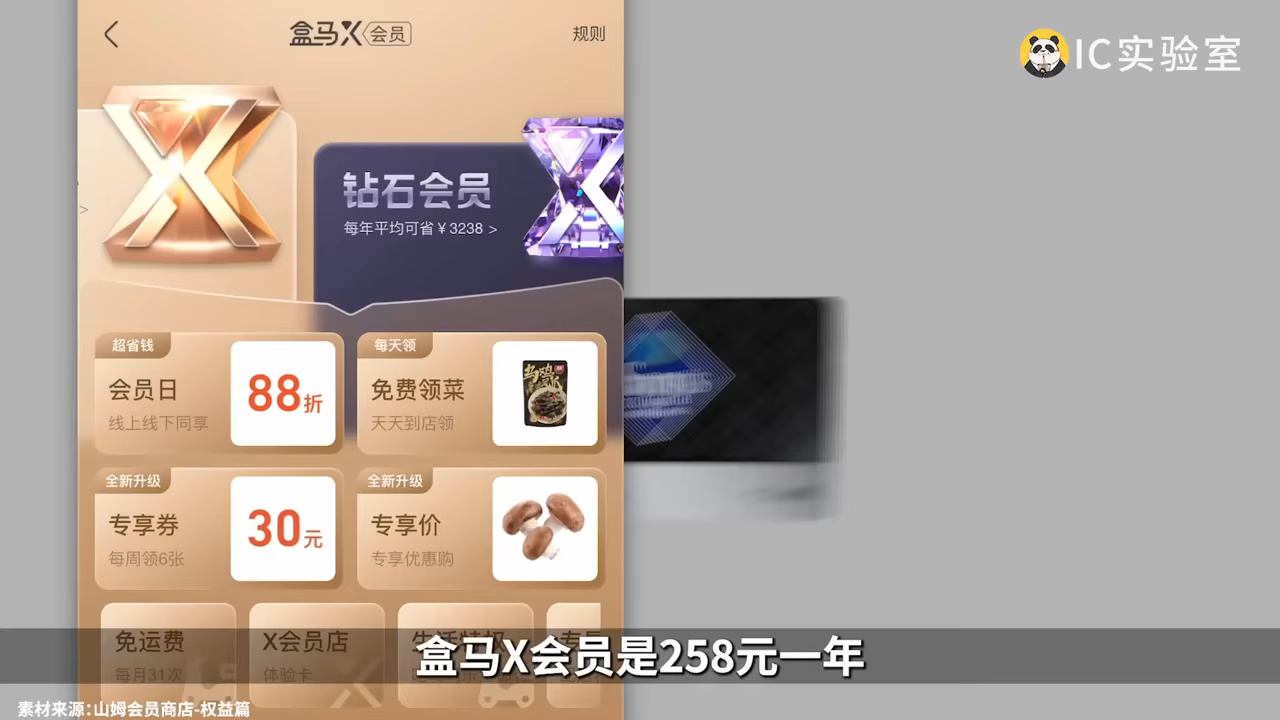 盒马X会员
规则
IC实验室
钻石会员
每年平均可省¥3238 >
超省钱
会员日
线上线下同享
88折
每天领
免费领菜
天天到店领
全新升级
专享券
每周领6张
30元
全新升级
专享价
专享优惠购
免运费
每月31次
X会员店
体验卡
盒马X会员是258元一年
素材来源:山姆会员商店-权益篇